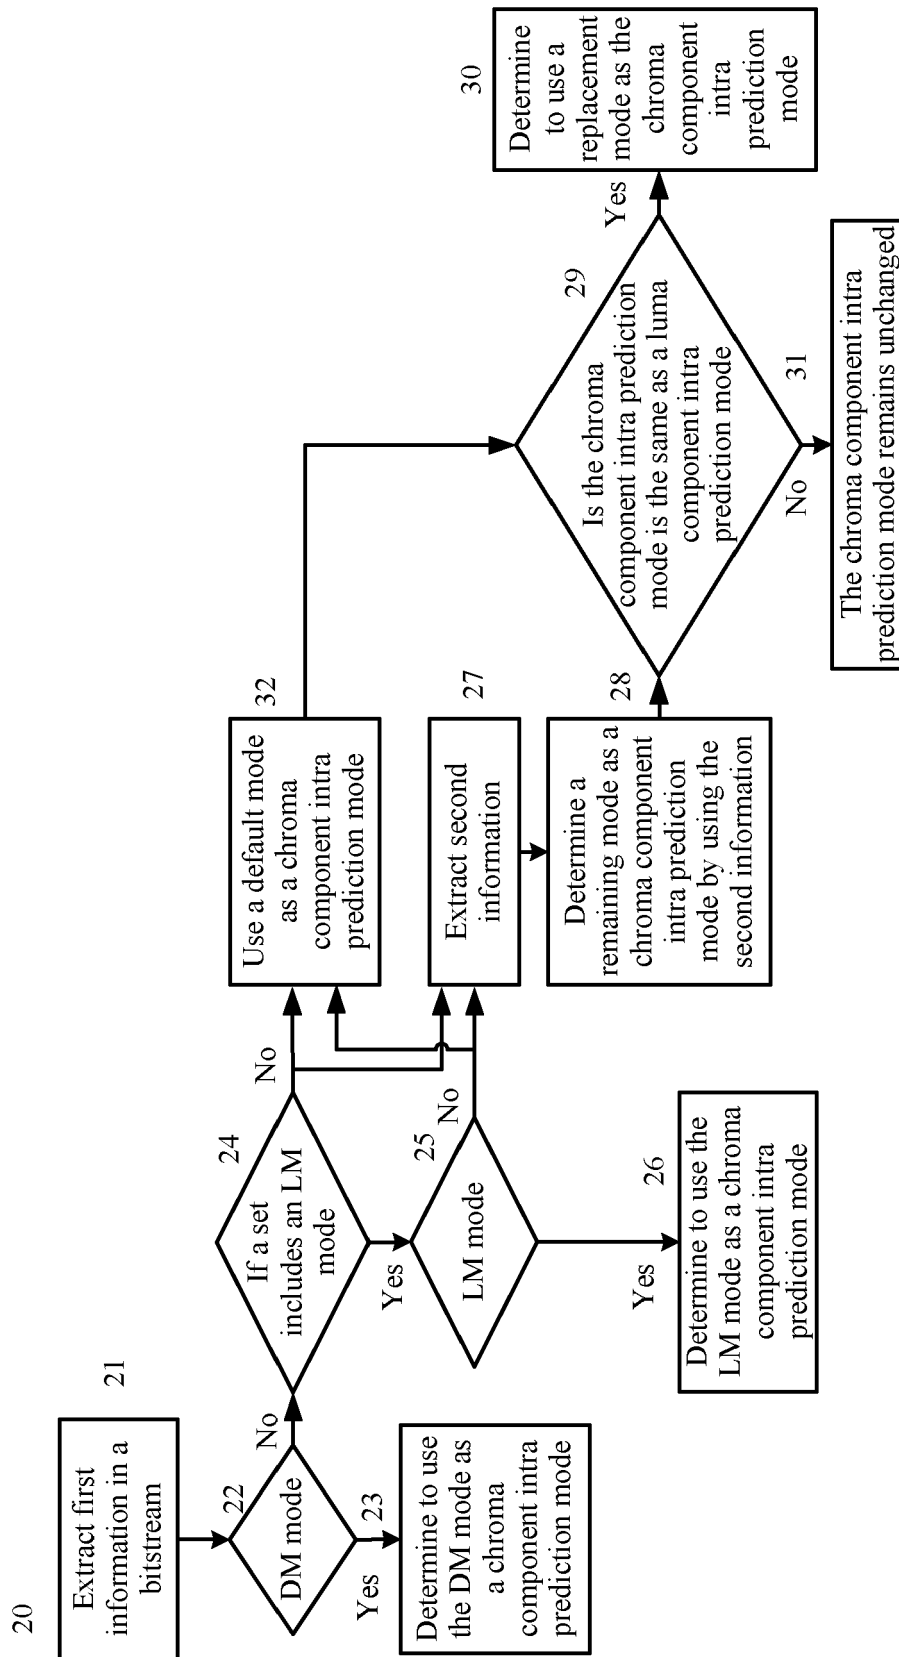 20
21
Extract first
information in a
bitstream
22
DM mode
No
Yes
23
Determine to use
the DM mode as
a chroma
component intra
prediction mode
24
If a set
includes an LM
mode
No
Yes
25
LM mode
No
Yes
26
Determine to use the
LM mode as a chroma
component intra
prediction mode
32
Use a default mode
as a chroma
component intra
prediction mode
27
Extract second
information
28
Determine a
remaining mode as a
chroma component
intra prediction
mode by using the
second information
29
Is the chroma
component intra prediction
mode is the same as a luma
component intra
prediction mode
Yes
No
30
Determine
to use a
replacement
mode as the
chroma
component
intra
prediction
mode
31
The chroma component intra
prediction mode remains unchanged